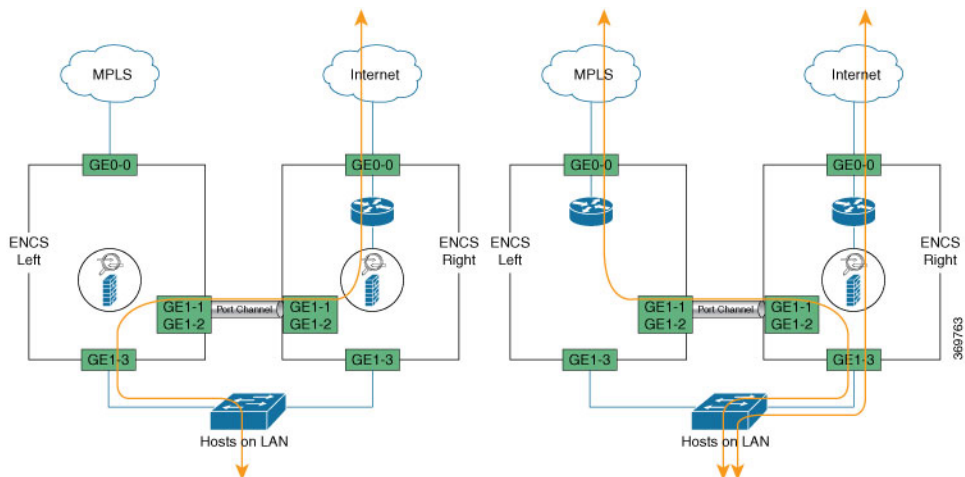 MPLS
Internet
GE0-0
GE0-0
ENCS
Left
ENCS
Right
GE1-1
GE1-2
Port Channel
GE1-1
GE1-2
GE1-3
GE1-3
Hosts on LAN
MPLS
Internet
GE0-0
GE0-0
ENCS
Left
ENCS
Right
GE1-1
GE1-2
Port Channel
GE1-1
GE1-2
GE1-3
GE1-3
Hosts on LAN
369763